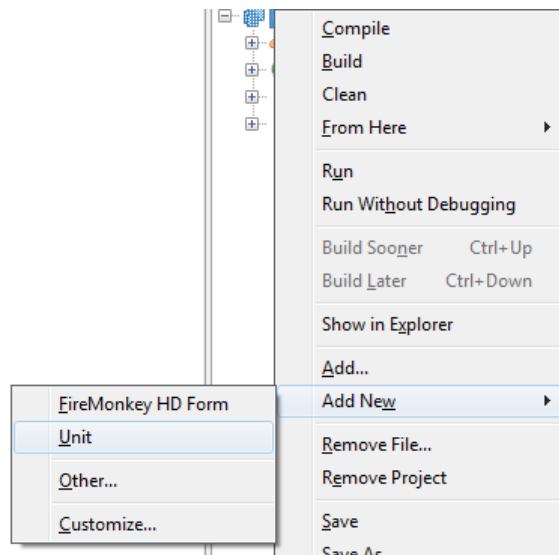 Compile
Build
Clean
From Here
Run
Run Without Debugging
Build Sooner Ctrl+Up
Build Later Ctrl+Down
Show in Explorer
Add...
Add New
Remove File...
Remove Project
Save
Save As
FireMonkey HD Form
Unit
Other...
Customize...